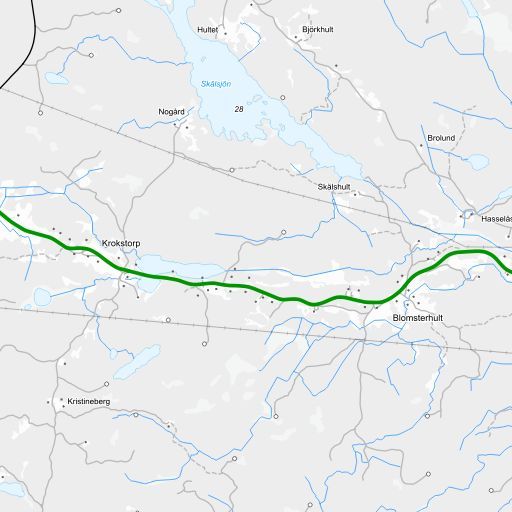 Hultet
Björkhult
Skälsjön
28
Nogård
Brolund
Skälshult
Hasselås
Krokstorp
Blomsterhult
Kristineberg